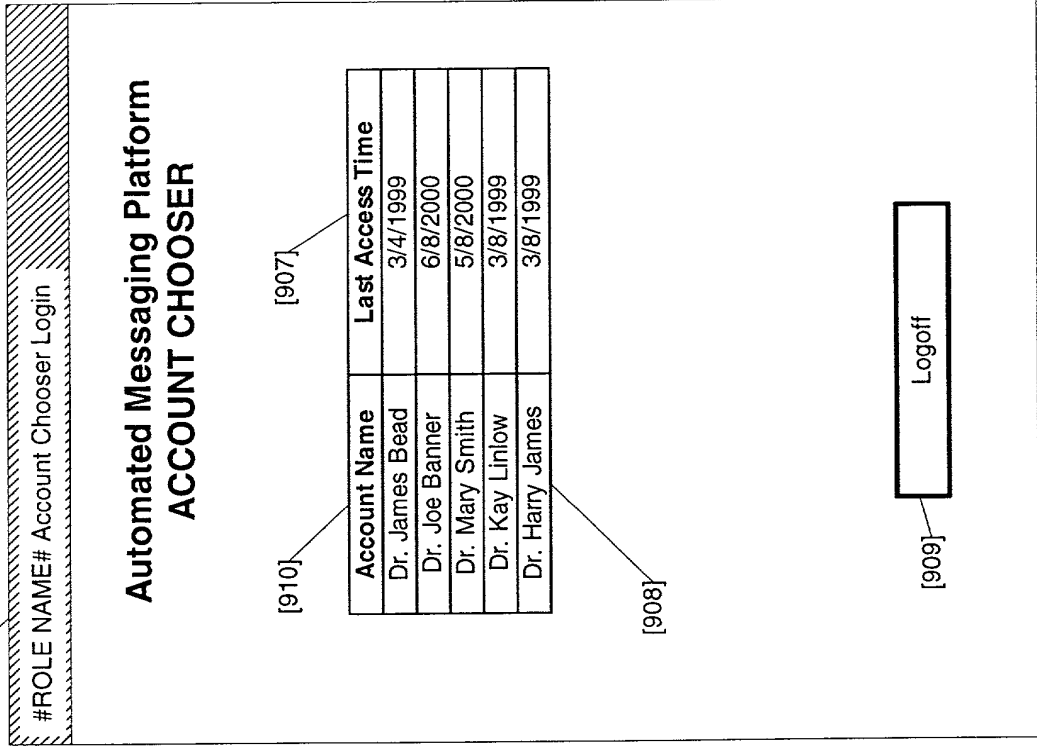 #ROLE NAME# Account Chooser Login
Automated Messaging Platform
ACCOUNT CHOOSER
[910] [907]
Account Name Last Access Time
Dr. James Bead 3/4/1999
Dr. Joe Banner 6/8/2000
Dr. Mary Smith 5/8/2000
Dr. Kay Linlow 3/8/1999
Dr. Harry James 3/8/1999
[908]
Logoff
[909]